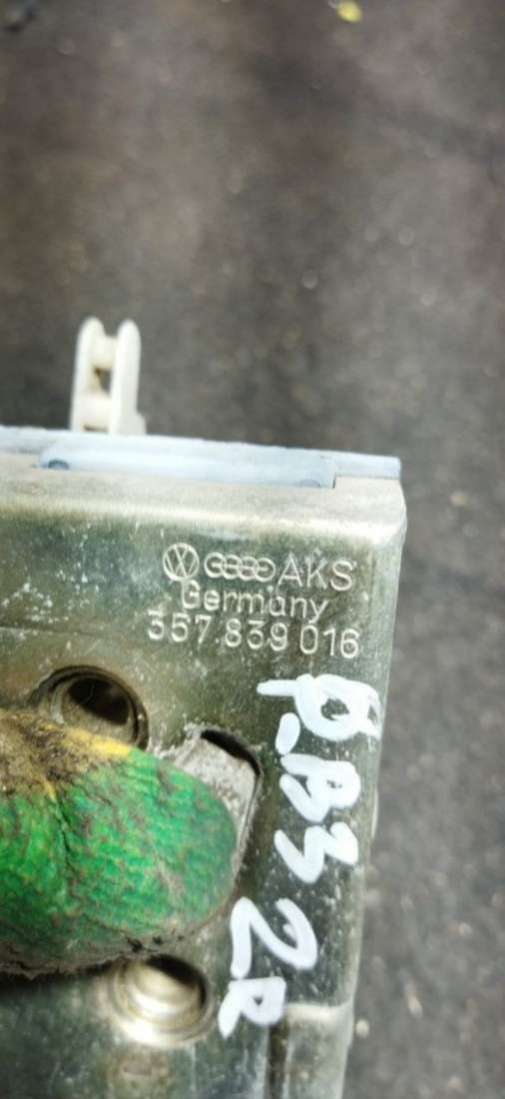 AKS
Germany
357 839 016
P.B3
2R